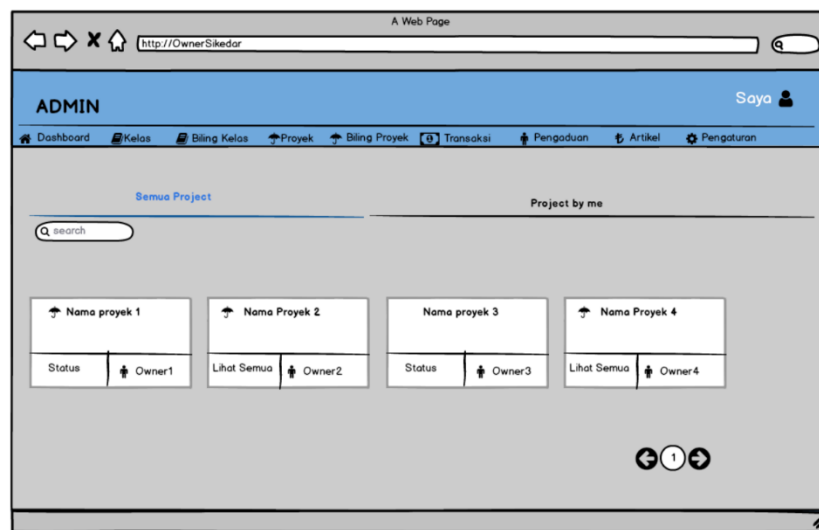 A Web Page
http://OwnerSikedar
ADMIN
Saya
Dashboard Kelas Biling Kelas Proyek Biling Proyek Transaksi Pengaduan Artikel Pengaturan
Semua Project
Project by me
search
Nama proyek 1
Nama Proyek 2
Nama proyek 3
Nama Proyek 4
Status Owner1
Lihat Semua Owner2
Status Owner3
Lihat Semua Owner4
1